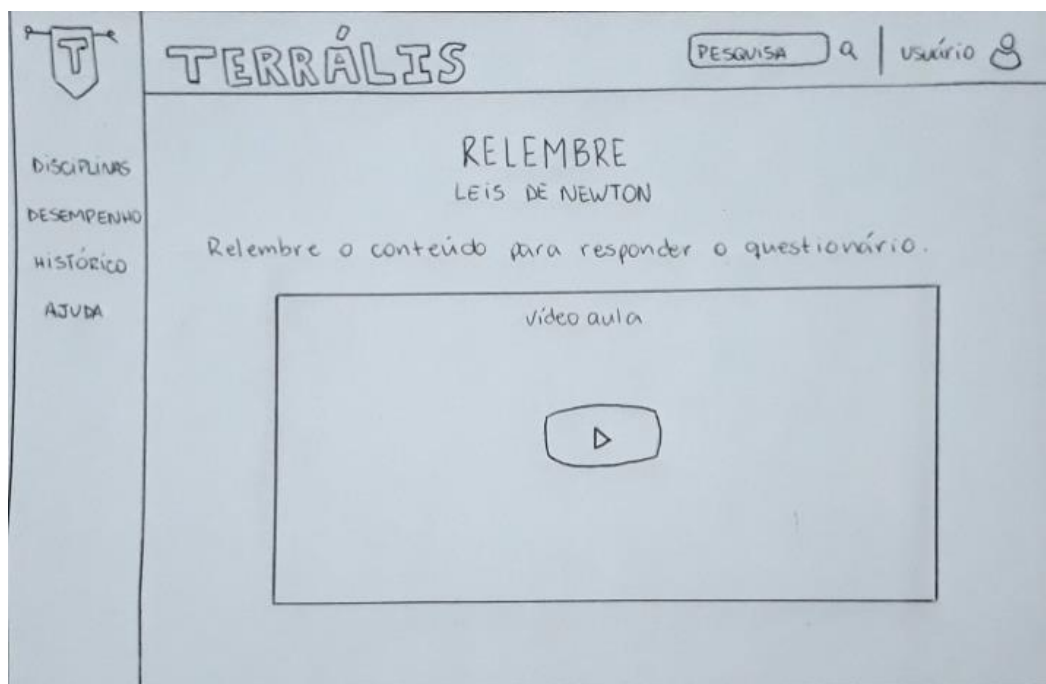 T
TERRÁLIS
PESQUISA
usuário
DISCIPLINAS
DESEMPENHO
HISTÓRICO
AJUDA
RELEMBRE
LEIS DE NEWTON
Relembre o conteúdo para responder o questionário.
vídeo aula